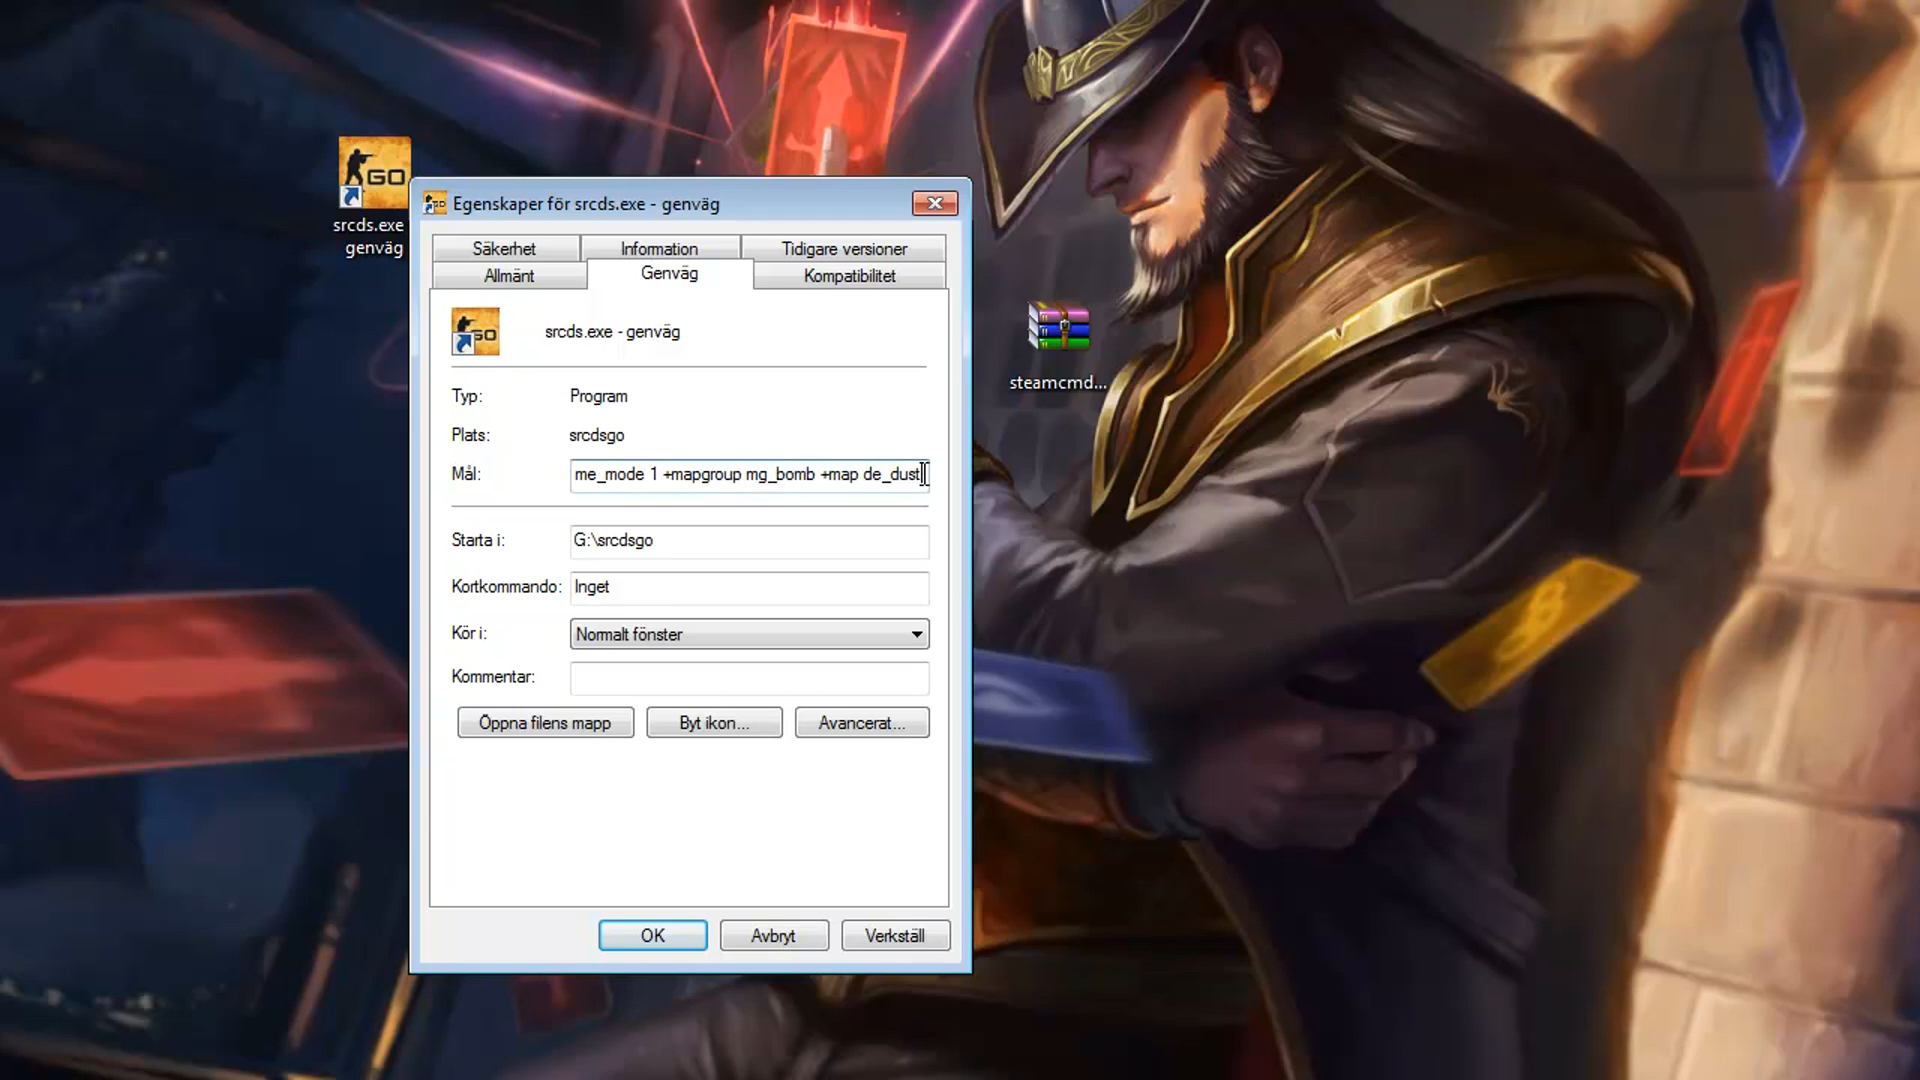 GO
srcds.exe
genväg
Egenskaper för srcds.exe - genväg
Säkerhet
Information
Tidigare versioner
Allmänt
Genväg
Kompatibilitet
GO
srcds.exe - genväg
Typ:
Program
Plats:
srcdsgo
Mål:
me_mode 1 +mapgroup mg_bomb +map de_dust
Starta i:
G:\srcdsgo
Kortkommando:
Inget
Kör i:
Normalt fönster
Kommentar:
Öppna filens mapp
Byt ikon...
Avancerat...
OK
Avbryt
Verkställ
steamcmd...